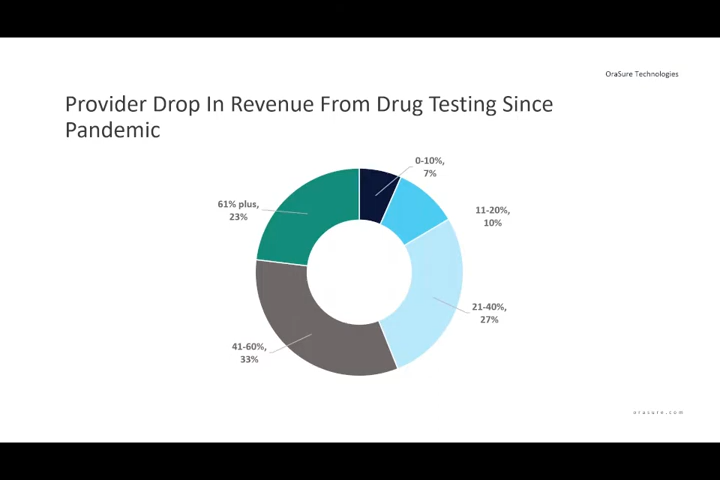 OraSure Technologies
Provider Drop In Revenue From Drug Testing Since
Pandemic
0-10%,
7%
61% plus,
23%
11-20%,
10%
21-40%,
27%
41-60%,
33%
orasure.com